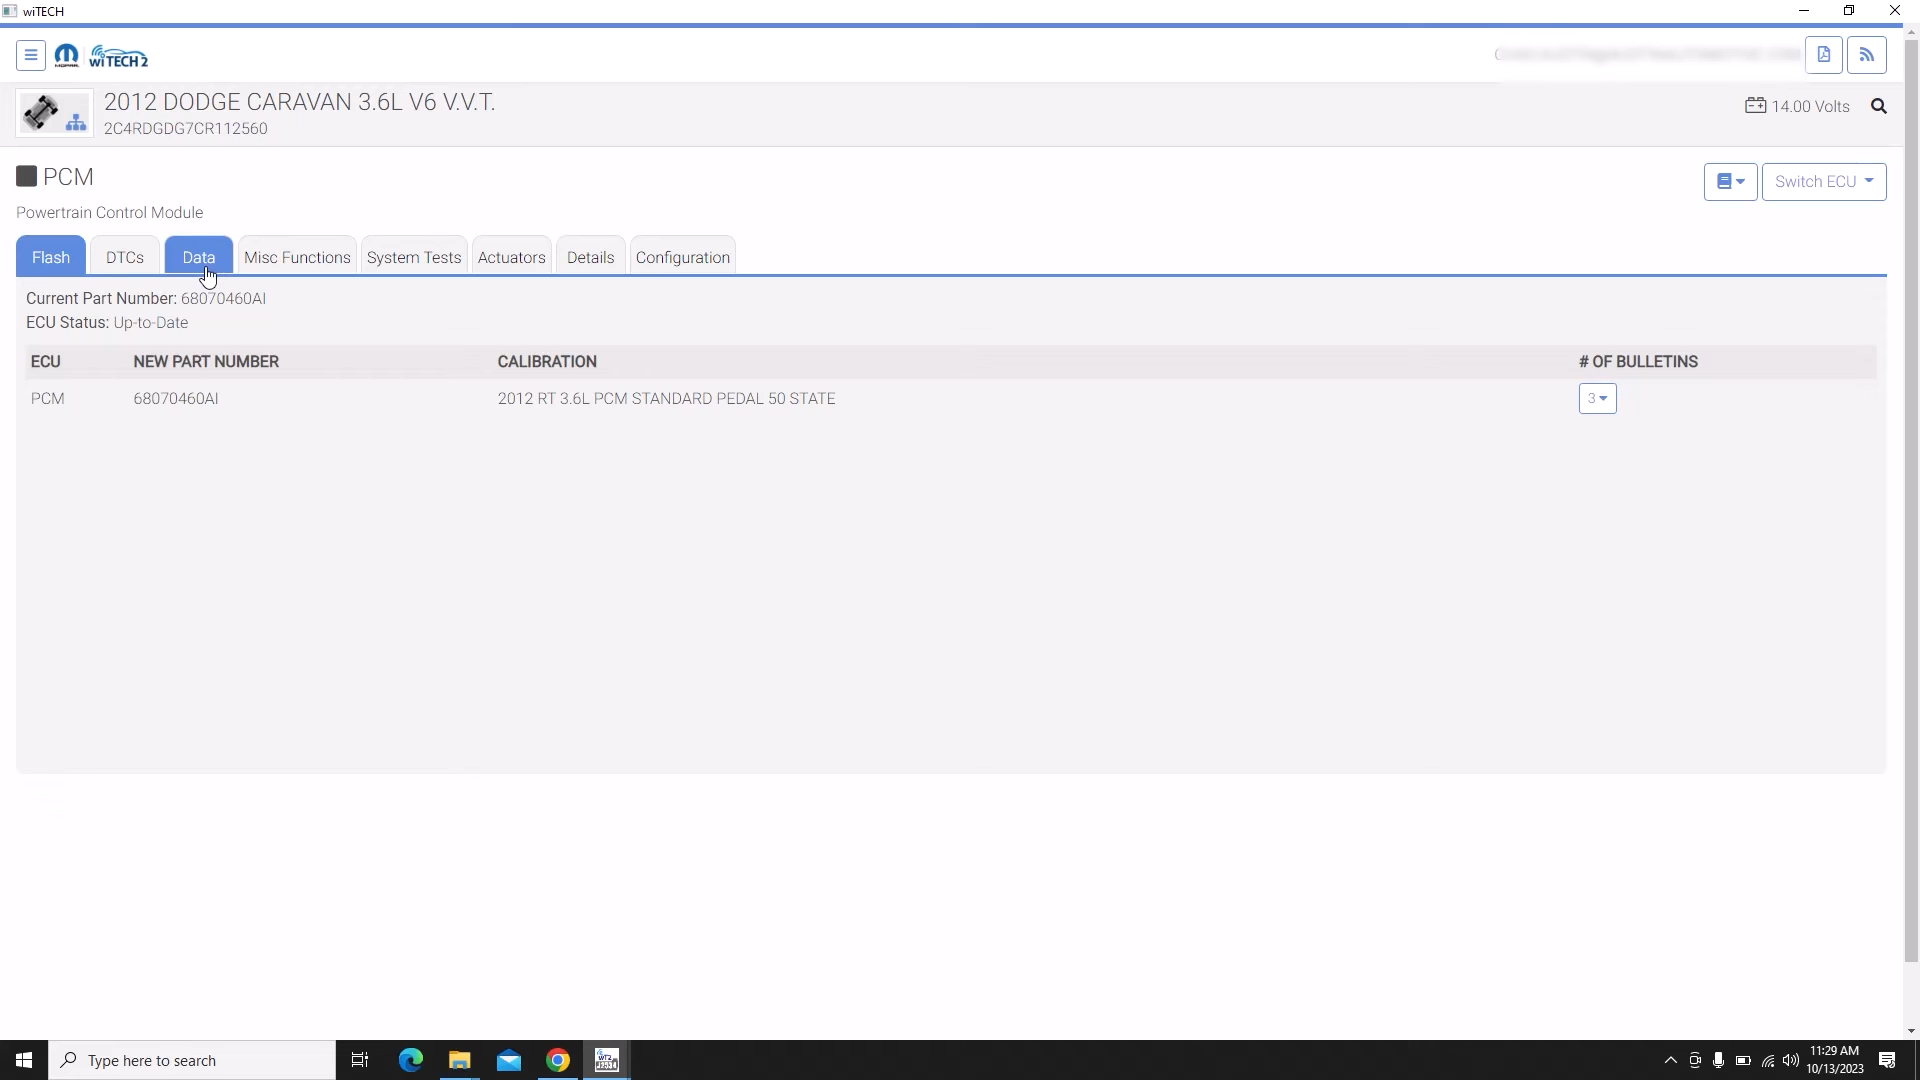 wiTECH
MOPAR wiTECH 2
2012 DODGE CARAVAN 3.6L V6 V.V.T.
2C4RDGDG7CR112560
14.00 Volts
PCM
Switch ECU
Powertrain Control Module
Flash DTCs Data Misc Functions System Tests Actuators Details Configuration
Current Part Number: 68070460AI
ECU Status: Up-to-Date
ECU NEW PART NUMBER CALIBRATION # OF BULLETINS
PCM 68070460AI 2012 RT 3.6L PCM STANDARD PEDAL 50 STATE 3
Type here to search
WT2
J2534
11:29 AM
10/13/2023